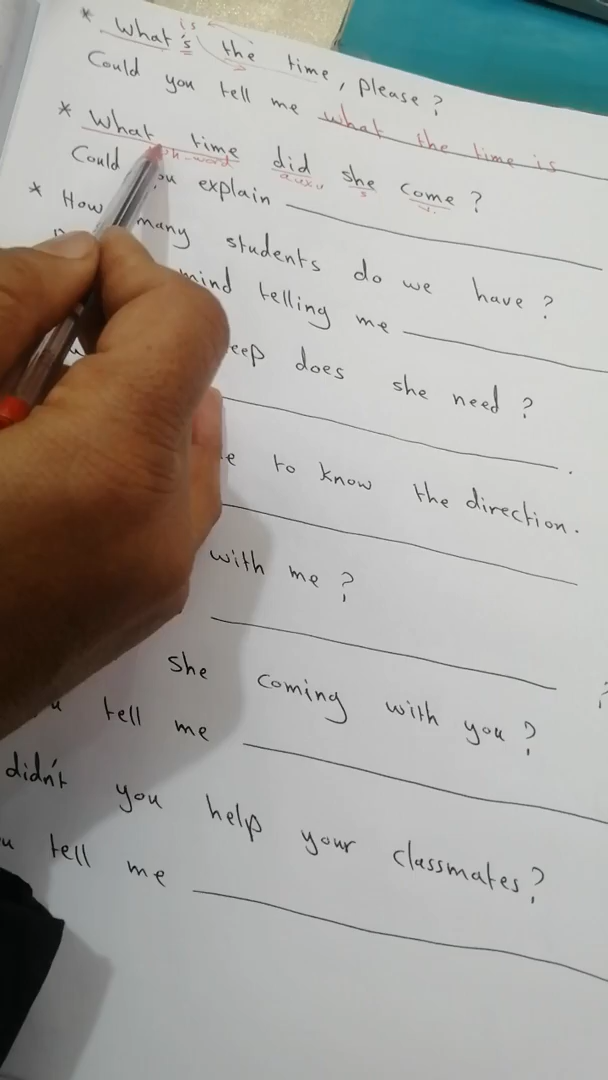 is
* What's the time, please?
Could you tell me what the time is
* What time did she come?
wh-word auxv s v.
Could you explain
* How many students do we have?
mind telling me
does she need?
to know the direction.
with me?
?
she coming with you?
tell me
didn't you help your classmates?
tell me